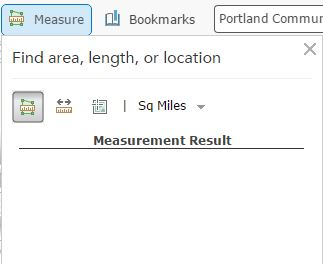 Measure Bookmarks Portland Commun
Find area, length, or location
| Sq Miles
Measurement Result